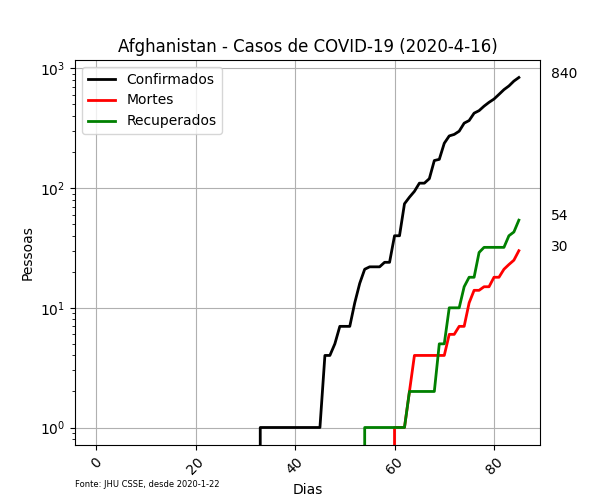 Afghanistan - Casos de COVID-19 (2020-4-16)
Confirmados
Mortes
Recuperados
10³
10²
10¹
10⁰
Pessoas
840
54
30
0
20
40
60
80
Dias
Fonte: JHU CSSE, desde 2020-1-22